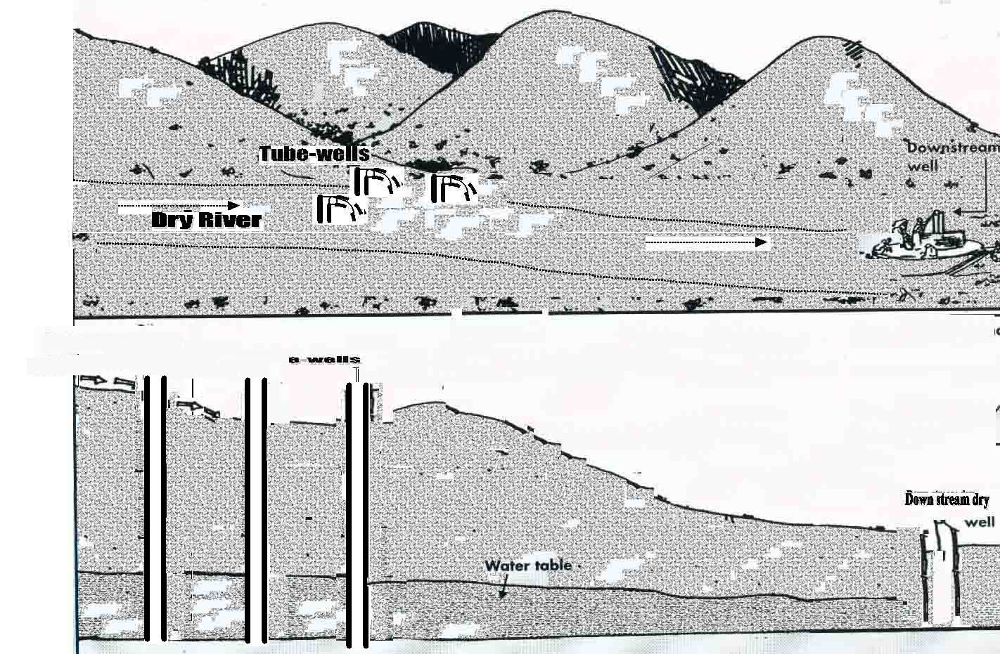 Tube-wells
Downstream
well
Dry River
e-wells
Down stream dry
well
Water table